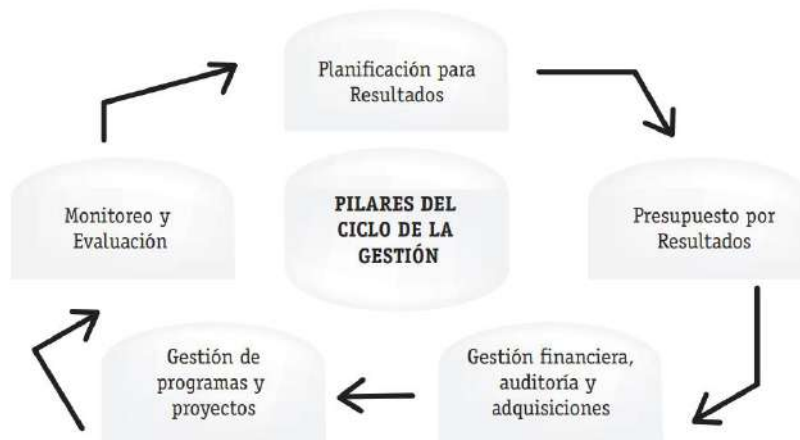 Planificación para
Resultados
Monitoreo y
Evaluación
PILARES DEL
CICLO DE LA
GESTIÓN
Presupuesto por
Resultados
Gestión de
programas y
proyectos
Gestión financiera,
auditoría y
adquisiciones